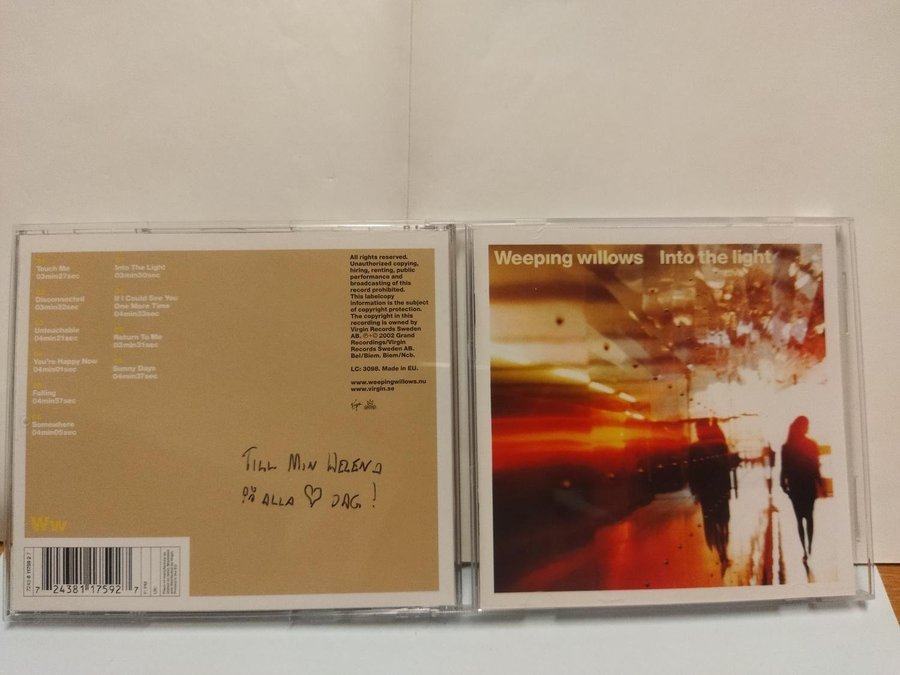 Touch Me
03min27sec
Disconnected
03min32sec
Untouchable
04min21sec
You're Happy Now
04min01sec
Falling
04min57sec
Somewhere
04min05sec
Into The Light
03min30sec
If I Could See You
One More Time
04min33sec
Return To Me
03min31sec
Sunny Days
04min37sec
All rights reserved.
Unauthorized copying,
hiring, renting, public
performance and
broadcasting of this
record prohibited.
This labelcopy
information is the subject
of copyright protection.
The copyright in this
recording is owned by
Virgin Records Sweden
AB. ℗+© 2002 Grand
Recordings/Virgin
Records Sweden AB.
Bel/Biem. Biem/Ncb.
LC: 3098. Made in EU.
www.weepingwillows.nu
www.virgin.se
Virgin
TILL MIN HELENA
PÅ ALLA ♡ DAG!
Ww
7 24381 17592 7
Weeping willows Into the light